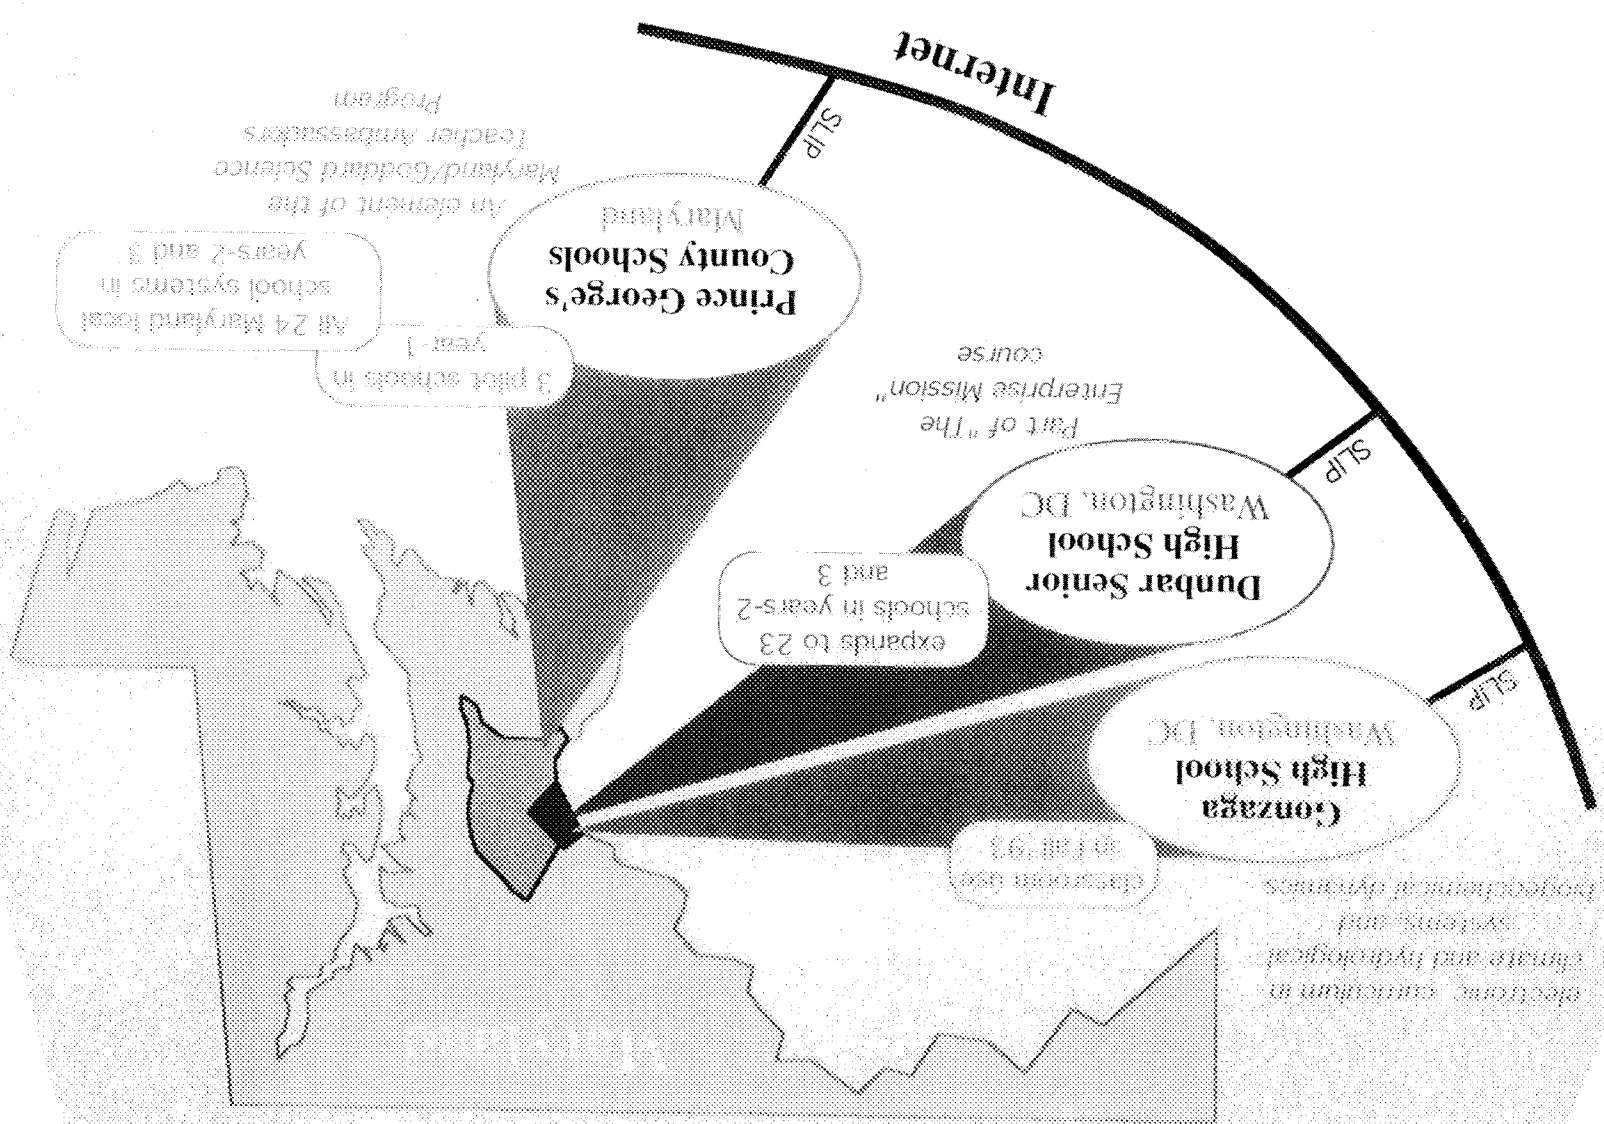 Maryland
electronic curriculum in
climate and hydrological
systems, and
biogeochemical dynamics
classroom use
in Fall '93
Gonzaga
High School
Washington, DC
SLIP
expands to 23
schools in years-2
and 3
Dunbar Senior
High School
Washington, DC
SLIP
Part of "The
Enterprise Mission"
course
3 pilot schools in
year-1
All 24 Maryland local
school systems in
years-2 and 3
Prince George's
County Schools
Maryland
An element of the
Maryland/Goddard Science
Teacher Ambassadors
Program
SLIP
Internet